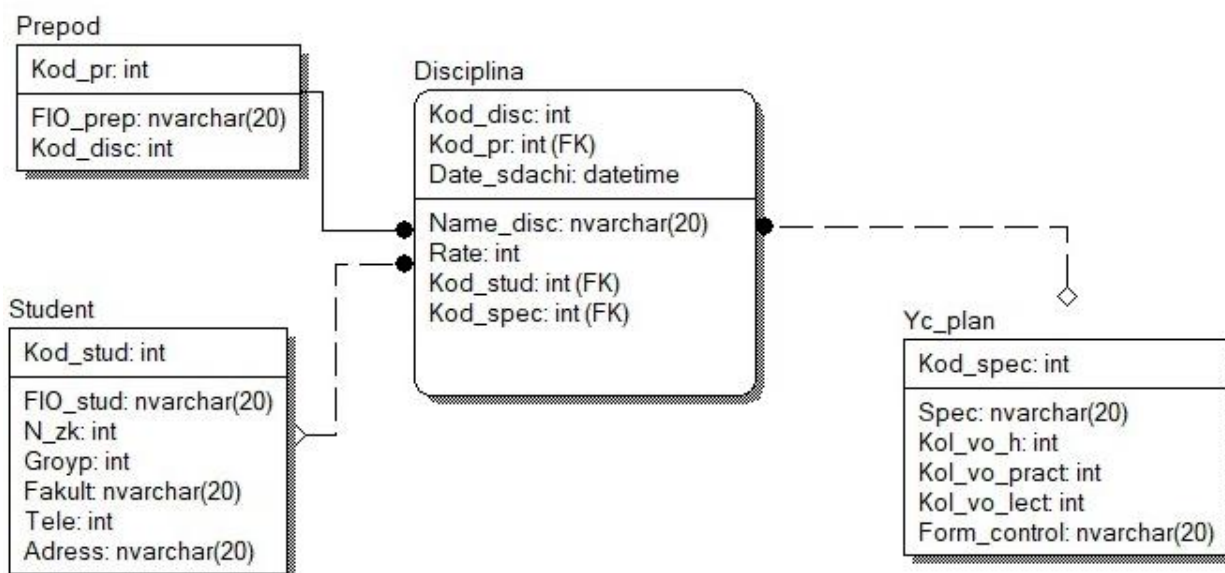 Prepod
Kod_pr: int
FIO_prep: nvarchar(20)
Kod_disc: int
Disciplina
Kod_disc: int
Kod_pr: int (FK)
Date_sdachi: datetime
Name_disc: nvarchar(20)
Rate: int
Kod_stud: int (FK)
Kod_spec: int (FK)
Student
Kod_stud: int
FIO_stud: nvarchar(20)
N_zk: int
Groyp: int
Fakult: nvarchar(20)
Tele: int
Adress: nvarchar(20)
Yc_plan
Kod_spec: int
Spec: nvarchar(20)
Kol_vo_h: int
Kol_vo_pract: int
Kol_vo_lect: int
Form_control: nvarchar(20)